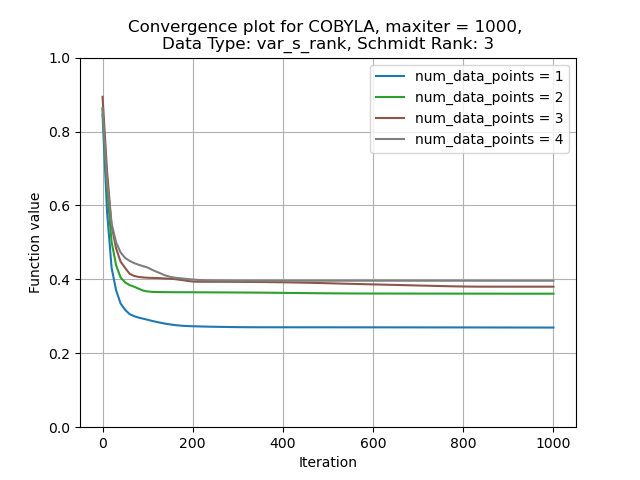 Convergence plot for COBYLA, maxiter = 1000,
Data Type: var_s_rank, Schmidt Rank: 3
num_data_points = 1
num_data_points = 2
num_data_points = 3
num_data_points = 4
Function value
1.0
0.8
0.6
0.4
0.2
0.0
0 200 400 600 800 1000
Iteration